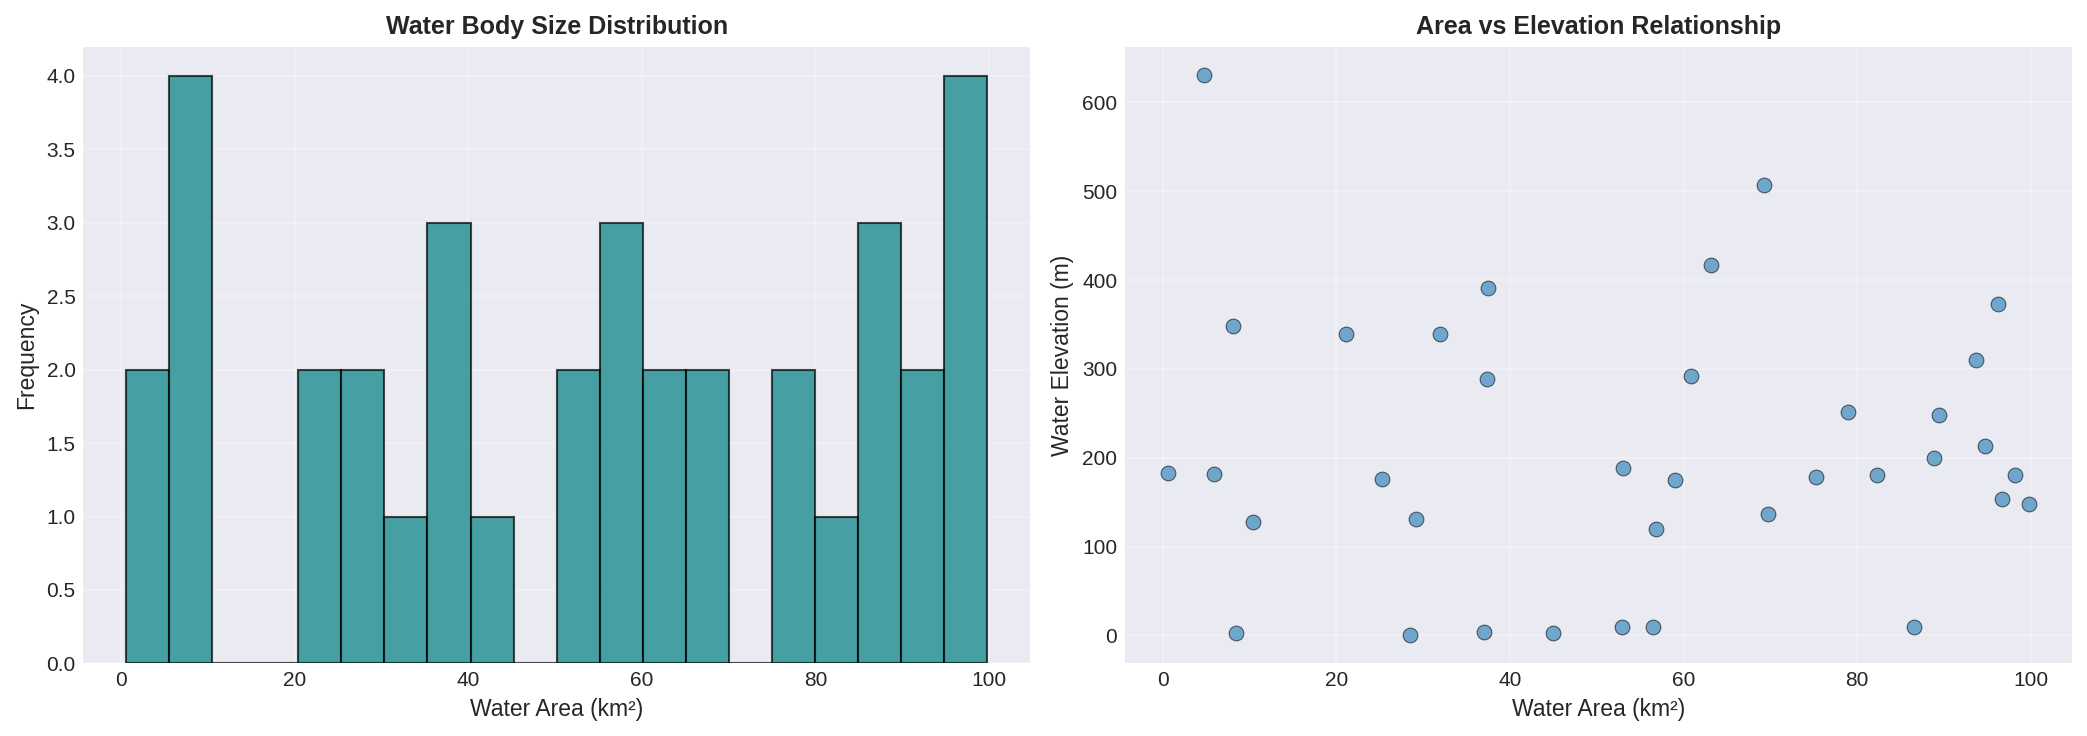 Water Body Size Distribution
Frequency
4.0
3.5
3.0
2.5
2.0
1.5
1.0
0.5
0.0
0 20 40 60 80 100
Water Area (km²)
Area vs Elevation Relationship
Water Elevation (m)
600
500
400
300
200
100
0
0 20 40 60 80 100
Water Area (km²)